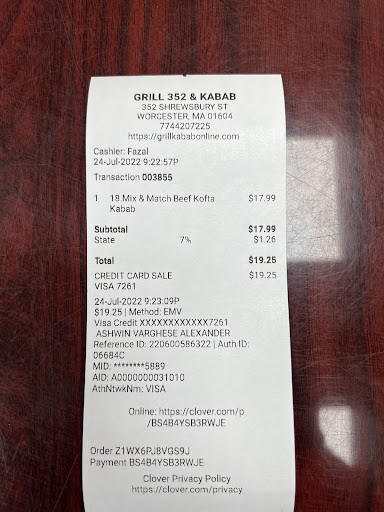 GRILL 352 & KABAB
352 SHREWSBURY ST
WORCESTER, MA 01604
7744207225
https://grillkababonline.com
Cashier: Fazal
24-Jul-2022 9:22:57P
Transaction 003855
1 18.Mix & Match Beef Kofta $17.99
Kabab
Subtotal $17.99
State 7% $1.26
Total $19.25
CREDIT CARD SALE $19.25
VISA 7261
24-Jul-2022 9:23:09P
$19.25 | Method: EMV
Visa Credit XXXXXXXXXXXX7261
ASHWIN VARGHESE ALEXANDER
Reference ID: 220600586322 | Auth ID:
06684C
MID: ********5889
AID: A0000000031010
AthNtwkNm: VISA
Online: https://clover.com/p
/BS4B4YSB3RWJE
Order Z1WX6PJ8VGS9J
Payment BS4B4YSB3RWJE
Clover Privacy Policy
https://clover.com/privacy